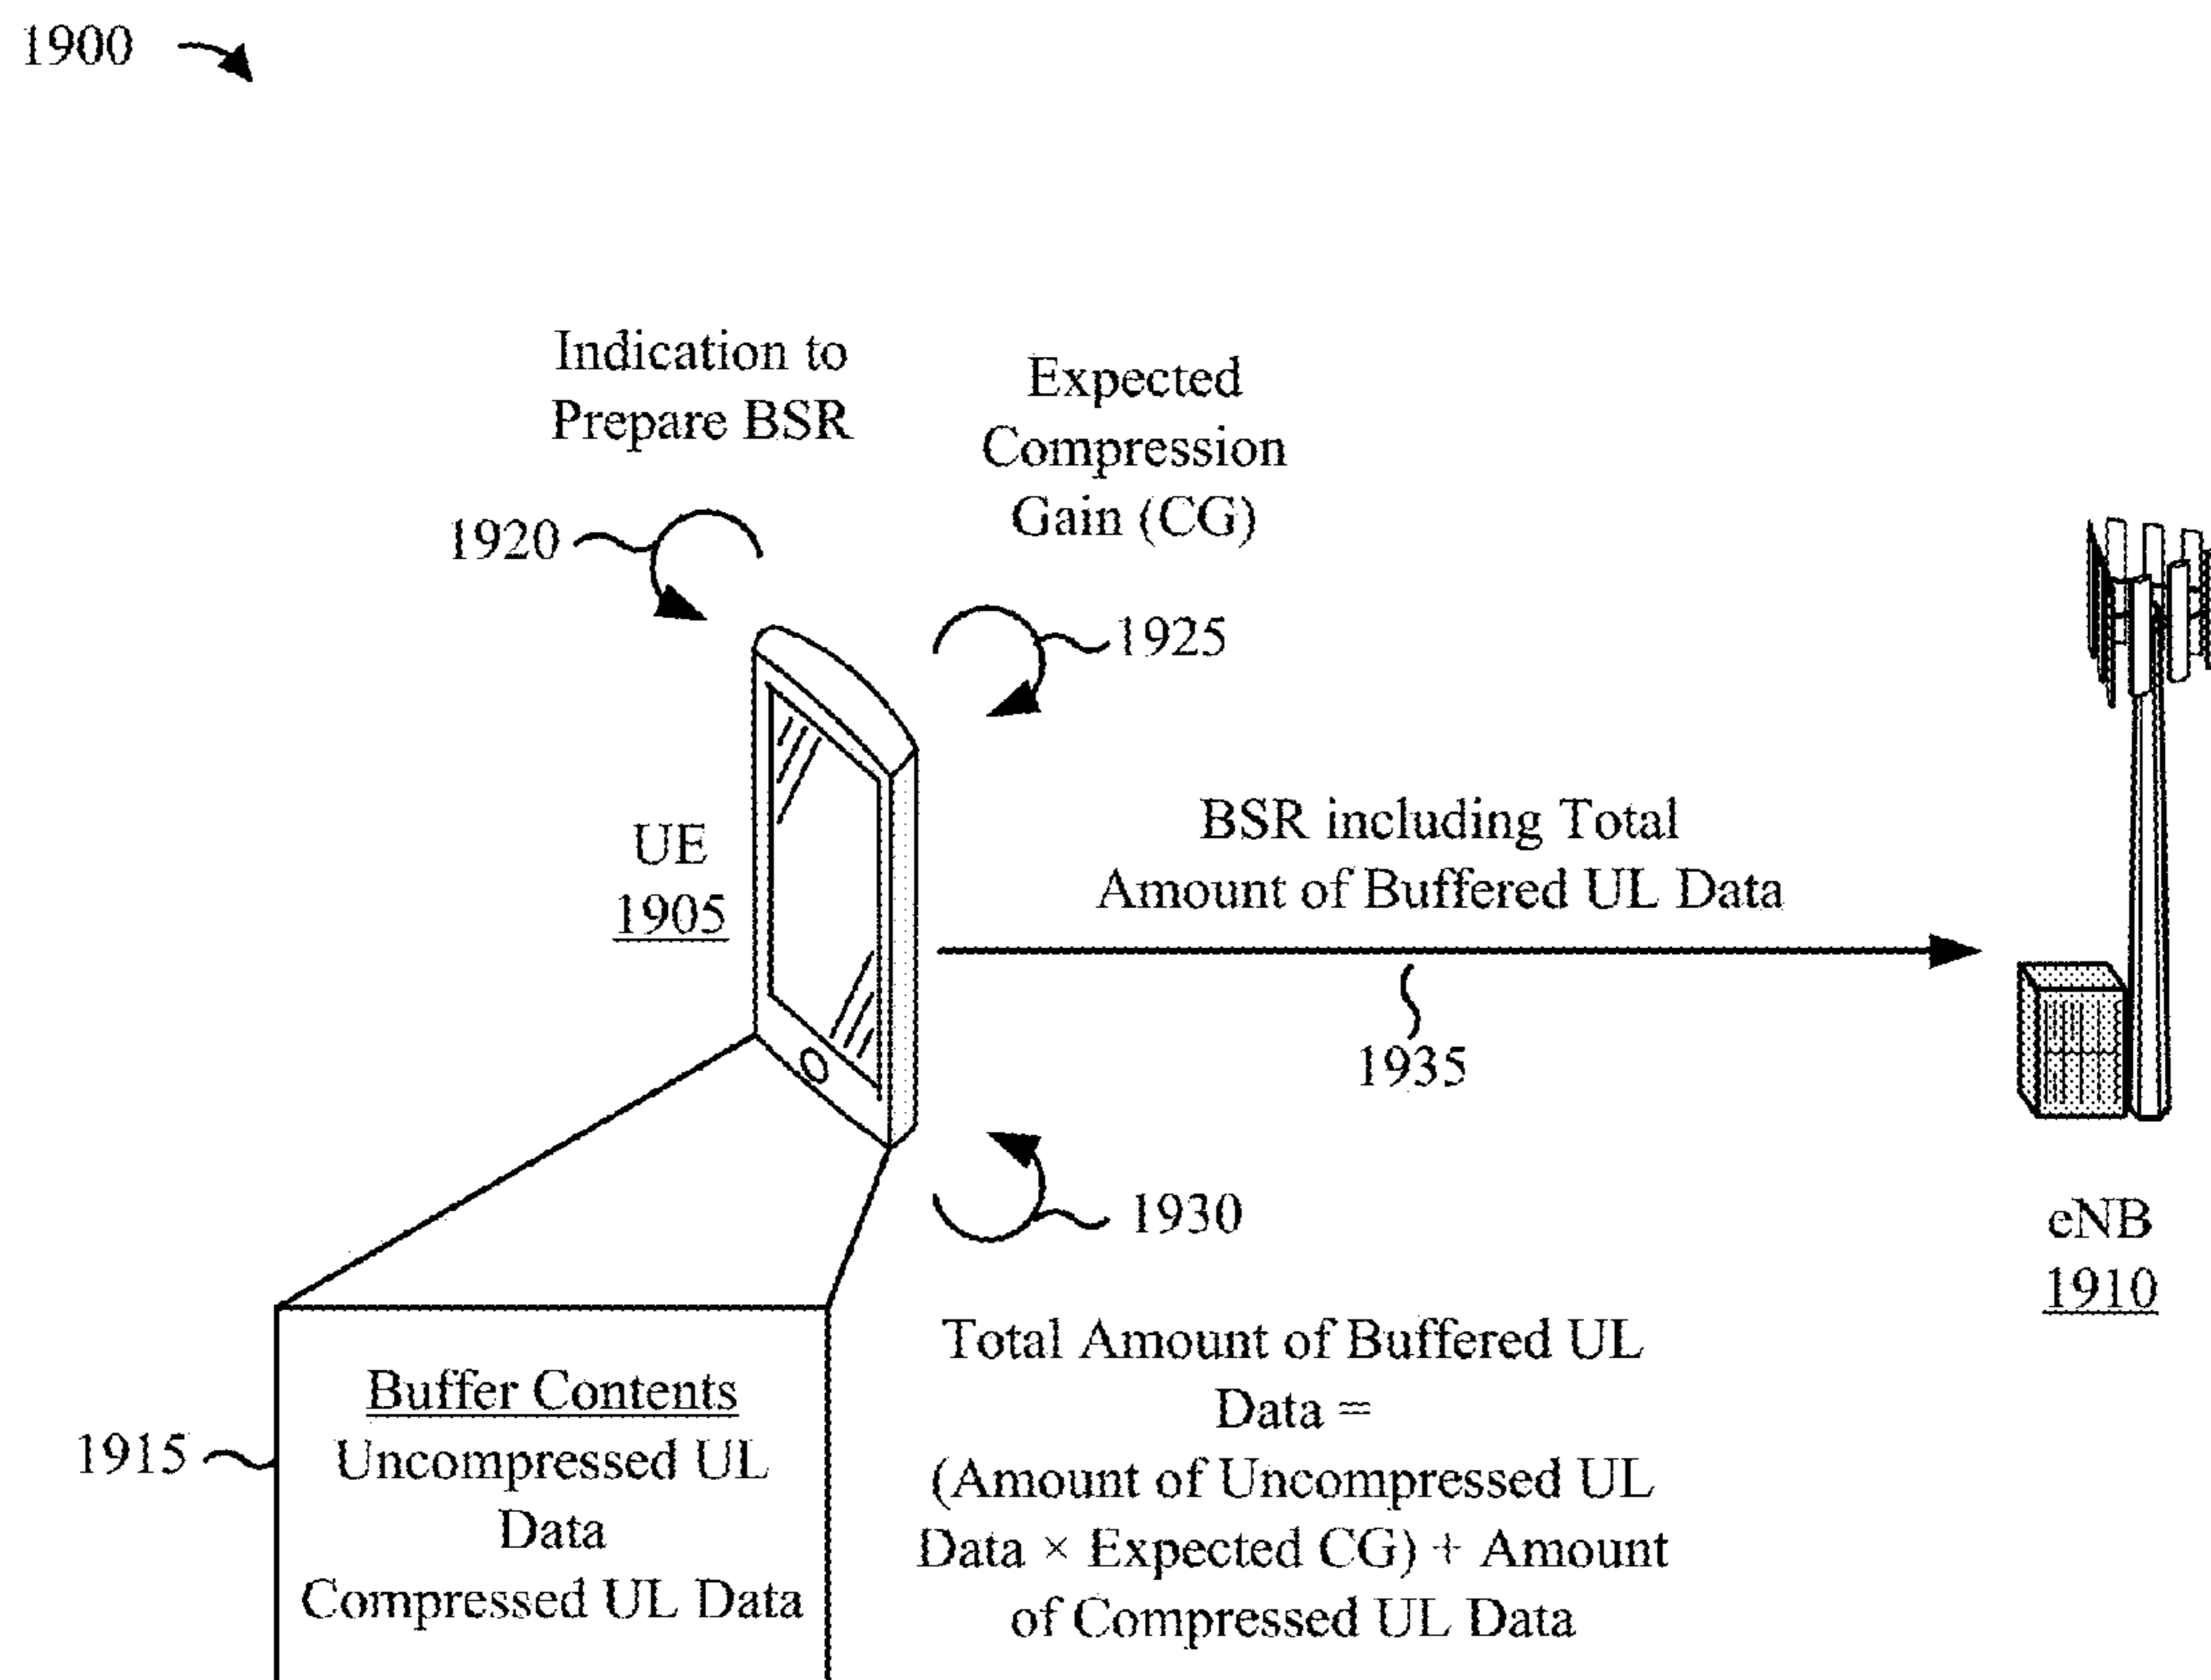 1900
Indication to
Prepare BSR
Expected
Compression
Gain (CG)
1920
1925
UE
1905
BSR including Total
Amount of Buffered UL Data
1935
1930
eNB
1910
Buffer Contents
Uncompressed UL
Data
Compressed UL Data
1915
Total Amount of Buffered UL
Data =
(Amount of Uncompressed UL
Data × Expected CG) + Amount
of Compressed UL Data